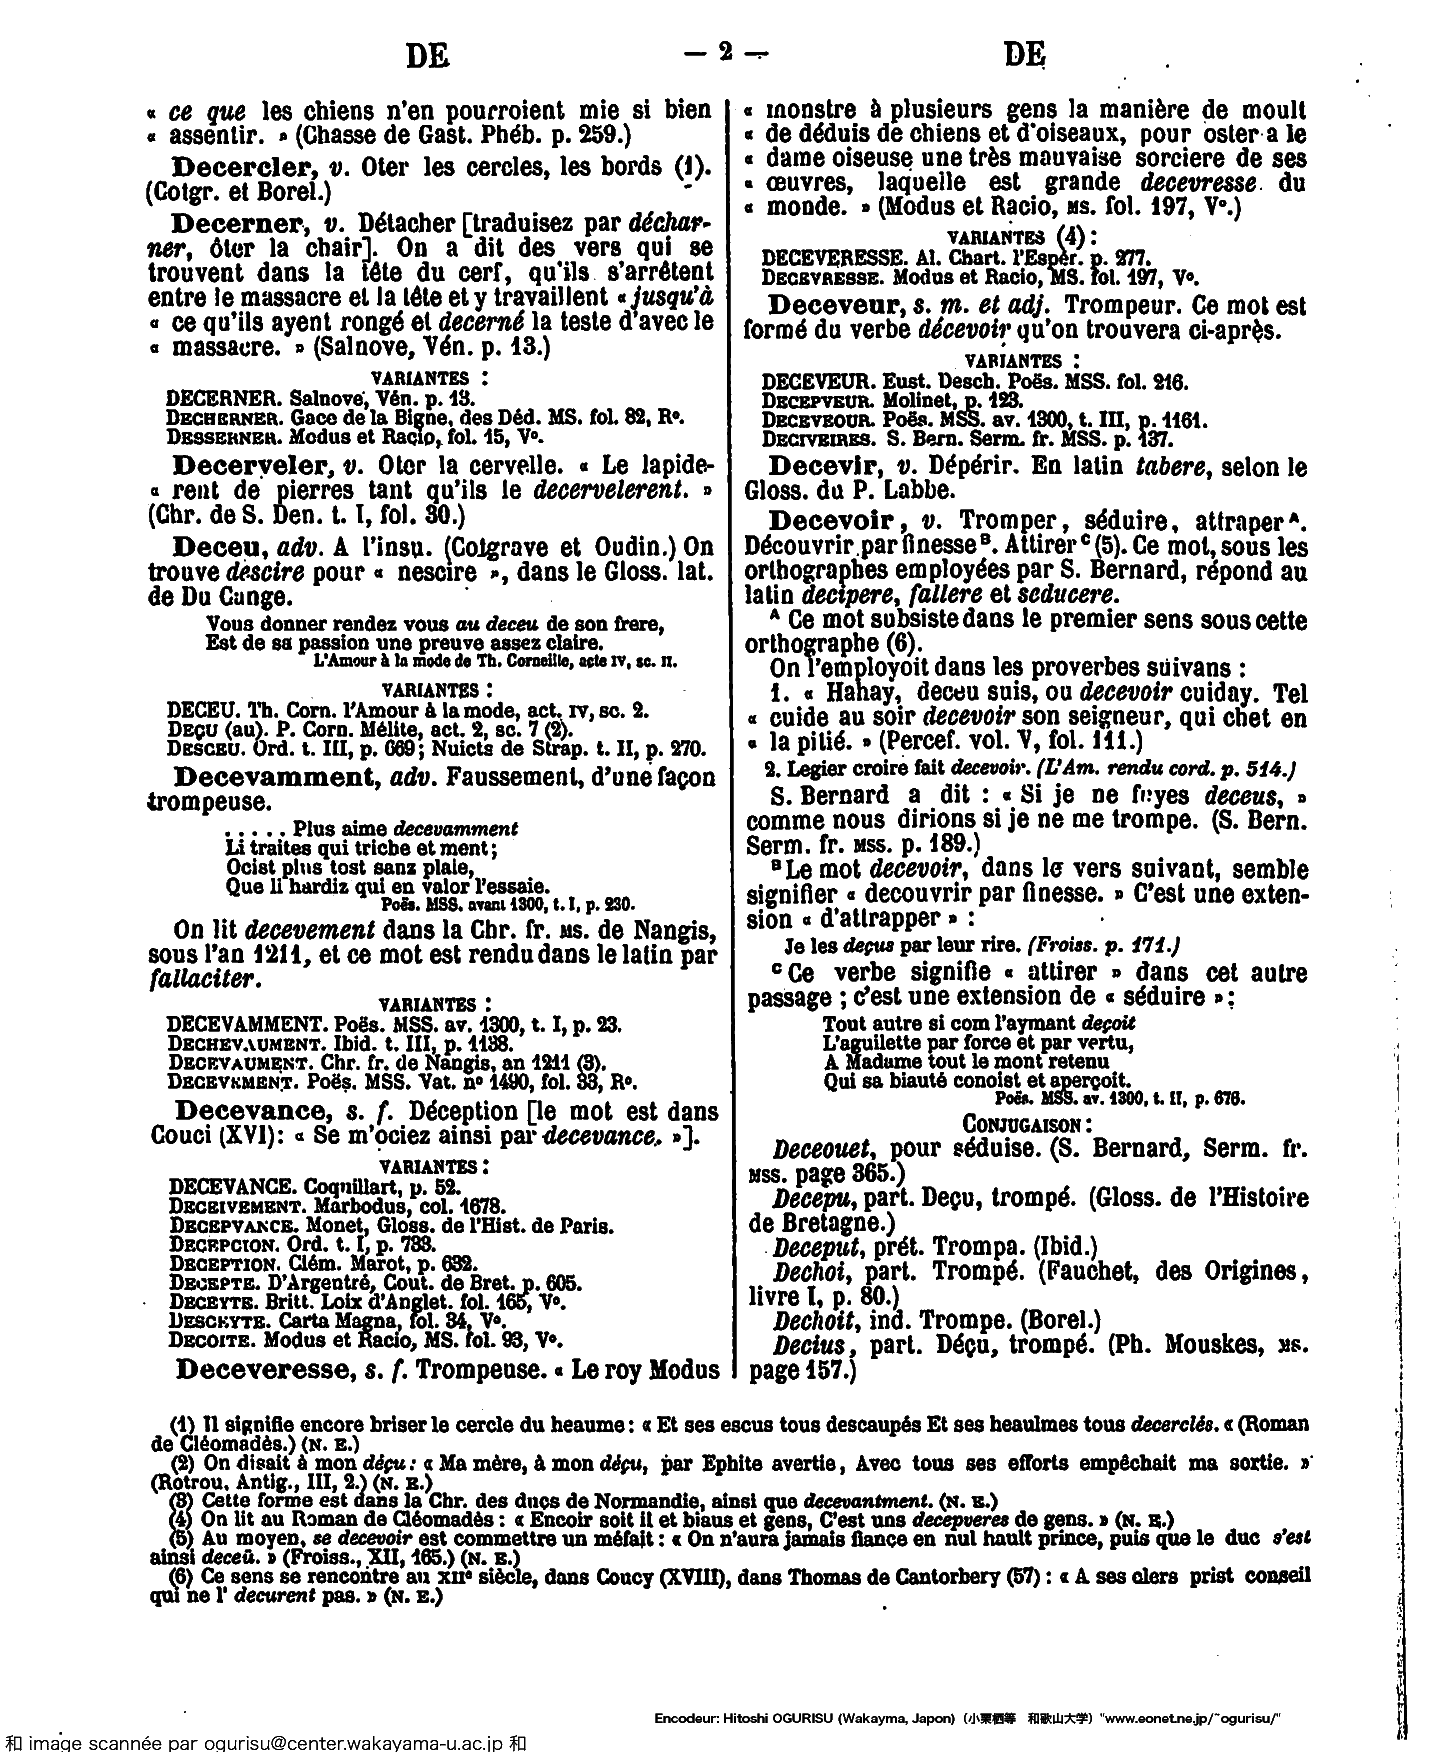 DE — 2 — DE
« ce que les chiens n'en pourroient mie si bien
« assentir. » (Chasse de Gast. Phéb. p. 259.)
Decercler, v. Oter les cercles, les bords (1).
(Cotgr. et Borel.)
Decerner, v. Détacher [traduisez par déchar-
ner, ôter la chair]. On a dit des vers qui se
trouvent dans la tête du cerf, qu'ils s'arrêtent
entre le massacre et la tête et y travaillent « jusqu'à
« ce qu'ils ayent rongé et decerné la teste d'avec le
« massacre. » (Salnove, Vén. p. 13.)
VARIANTES :
DECERNER. Salnove, Vén. p. 13.
DECHERNER. Gace de la Bigne, des Déd. MS. fol. 82, R°.
DESSERNER. Modus et Racio, fol. 15, V°.
Decerveler, v. Oter la cervelle. « Le lapide-
« rent de pierres tant qu'ils le decervelerent. »
(Chr. de S. Den. t. I, fol. 30.)
Deceu, adv. A l'insu. (Cotgrave et Oudin.) On
trouve descire pour « nescire », dans le Gloss. lat.
de Du Cange.
Vous donner rendez vous au deceu de son frere,
Est de sa passion une preuve assez claire.
L'Amour à la mode de Th. Corneille, acte IV, sc. II.
VARIANTES :
DECEU. Th. Corn. l'Amour à la mode, act. IV, sc. 2.
DEÇU (au). P. Corn. Mélite, act. 2, sc. 7 (2).
DESCEU. Ord. t. III, p. 669; Nuicts de Strap. t. II, p. 270.
Decevamment, adv. Faussement, d'une façon
trompeuse.
. . . . . Plus aime decevamment
Li traites qui triche et ment;
Ocist plus tost sanz plaie,
Que li hardiz qui en valor l'essaie.
Poës. MSS. avant 1300, t. I, p. 230.
On lit decevement dans la Chr. fr. MS. de Nangis,
sous l'an 1211, et ce mot est rendu dans le latin par
fallaciter.
VARIANTES :
DECEVAMMENT. Poës. MSS. av. 1300, t. I, p. 23.
DECHEVAUMENT. Ibid. t. III, p. 1138.
DECEVAUMENT. Chr. fr. de Nangis, an 1211 (3).
DECEVEMENT. Poës. MSS. Vat. n° 1490, fol. 33, R°.
Decevance, s. f. Déception [le mot est dans
Couci (XVI): « Se m'ociez ainsi par decevance. »].
VARIANTES :
DECEVANCE. Coquillart, p. 52.
DECEIVEMENT. Marbodus, col. 1678.
DECEPVANCE. Monet, Gloss. de l'Hist. de Paris.
DECEPCION. Ord. t. I, p. 733.
DECEPTION. Clém. Marot, p. 632.
DECEPTE. D'Argentré, Cout. de Bret. p. 605.
DECEYTE. Britt. Loix d'Anglet. fol. 165, V°.
DESCEYTE. Carta Magna, fol. 34, V°.
DECOITE. Modus et Racio, MS. fol. 93, V°.
Deceveresse, s. f. Trompeuse. « Le roy Modus
« monstre à plusieurs gens la manière de moult
« de déduis de chiens et d'oiseaux, pour oster a le
« dame oiseuse une très mauvaise sorciere de ses
« œuvres, laquelle est grande decevresse du
« monde. » (Modus et Racio, MS. fol. 197, V°.)
VARIANTES (4) :
DECEVERESSE. Al. Chart. l'Espér. p. 277.
DECEVRESSE. Modus et Racio, MS. fol. 197, V°.
Deceveur, s. m. et adj. Trompeur. Ce mot est
formé du verbe décevoir qu'on trouvera ci-après.
VARIANTES :
DECEVEUR. Eust. Desch. Poës. MSS. fol. 216.
DECEPVEUR. Molinet, p. 123.
DECEVEOUR. Poës. MSS. av. 1300, t. III, p. 1161.
DECIVEIRES. S. Bern. Serm. fr. MSS. p. 137.
Decevir, v. Dépérir. En latin tabere, selon le
Gloss. du P. Labbe.
Decevoir, v. Tromper, séduire, attraper A.
Découvrir par finesse B. Attirer C (5). Ce mot, sous les
orthographes employées par S. Bernard, répond au
latin decipere, fallere et seducere.
A Ce mot subsiste dans le premier sens sous cette
orthographe (6).
On l'employoit dans les proverbes suivans :
1. « Hahay, deceu suis, ou decevoir cuiday. Tel
« cuide au soir decevoir son seigneur, qui chet en
« la pitié. » (Percef. vol. V, fol. 111.)
2. Legier croire fait decevoir. (L'Am. rendu cord. p. 514.)
S. Bernard a dit : « Si je ne fuyes deceus, »
comme nous dirions si je ne me trompe. (S. Bern.
Serm. fr. MSS. p. 189.)
B Le mot decevoir, dans le vers suivant, semble
signifier « decouvrir par finesse. » C'est une exten-
sion « d'attrapper » :
Je les deçus par leur rire. (Froiss. p. 171.)
C Ce verbe signifie « attirer » dans cet autre
passage ; c'est une extension de « séduire » :
Tout autre si com l'aymant deçoit
L'aguilette par force et par vertu,
A Madame tout le mont retenu
Qui sa biauté conoist et aperçoit.
Poës. MSS. av. 1300, t. II, p. 676.
CONJUGAISON :
Deceouet, pour séduise. (S. Bernard, Serm. fr.
MSS. page 365.)
Decepu, part. Deçu, trompé. (Gloss. de l'Histoire
de Bretagne.)
Deceput, prét. Trompa. (Ibid.)
Dechoi, part. Trompé. (Fauchet, des Origines,
livre I, p. 80.)
Dechoit, ind. Trompe. (Borel.)
Decius, part. Déçu, trompé. (Ph. Mouskes, MS.
page 157.)
(1) Il signifie encore briser le cercle du heaume : « Et ses escus tous descaupés Et ses heaulmes tous decerclés. « (Roman
de Cléomadès.) (N. E.)
(2) On disait à mon déçu : « Ma mère, à mon déçu, par Ephite avertie, Avec tous ses efforts empêchait ma sortie. »
(Rotrou, Antig., III, 2.) (N. E.)
(3) Cette forme est dans la Chr. des ducs de Normandie, ainsi que decevantment. (N. E.)
(4) On lit au Roman de Cléomadès : « Encoir soit il et biaus et gens, C'est uns decepveres de gens. » (N. E.)
(5) Au moyen, se decevoir est commettre un méfait : « On n'aura jamais fiance en nul hault prince, puis que le duc s'est
ainsi deceü. » (Froiss., XII, 165.) (N. E.)
(6) Ce sens se rencontre au XIIe siècle, dans Coucy (XVIII), dans Thomas de Cantorbery (57) : « A ses clers prist conseil
qui ne l' decurent pas. » (N. E.)
Encodeur: Hitoshi OGURISU (Wakayma, Japon) (小栗栖等 和歌山大学) "www.eonet.ne.jp/~ogurisu/"
和 image scannée par ogurisu@center.wakayama-u.ac.jp 和